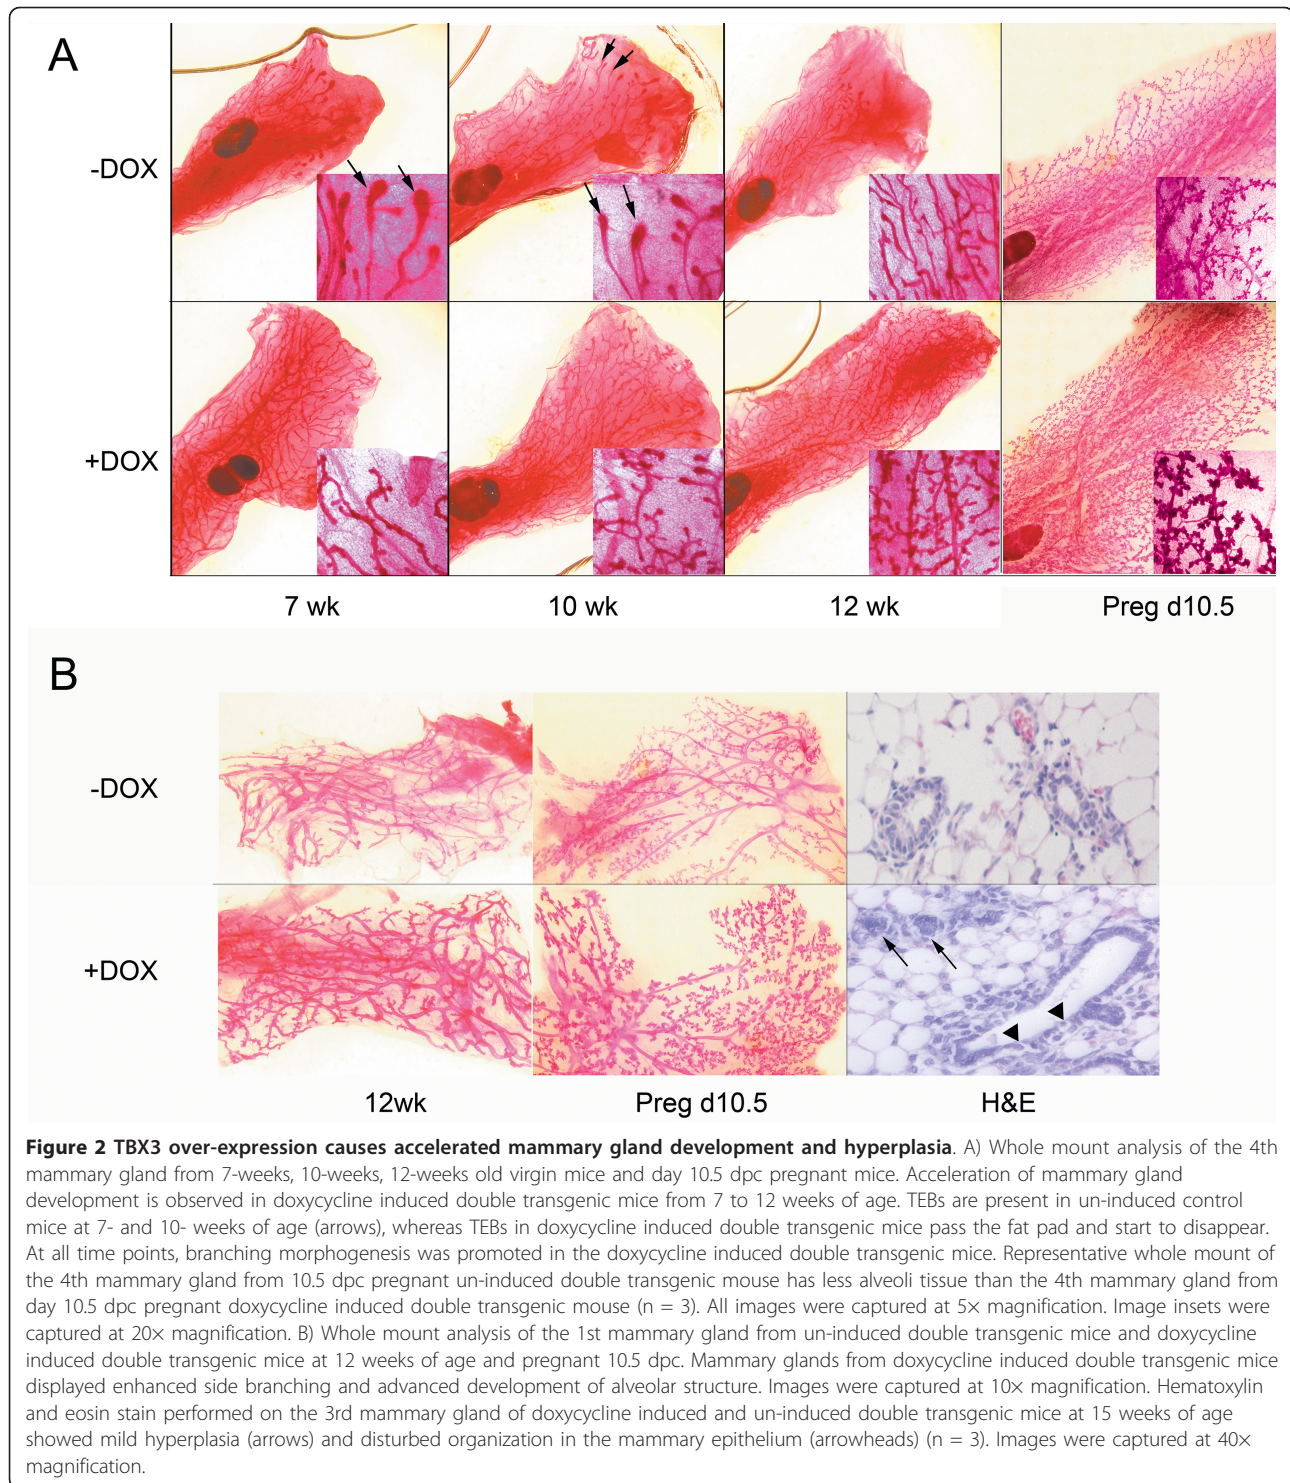 A
-DOX
+DOX
7 wk
10 wk
12 wk
Preg d10.5
B
-DOX
+DOX
12wk
Preg d10.5
H&E
Figure 2 TBX3 over-expression causes accelerated mammary gland development and hyperplasia. A) Whole mount analysis of the 4th
mammary gland from 7-weeks, 10-weeks, 12-weeks old virgin mice and day 10.5 dpc pregnant mice. Acceleration of mammary gland
development is observed in doxycycline induced double transgenic mice from 7 to 12 weeks of age. TEBs are present in un-induced control
mice at 7- and 10- weeks of age (arrows), whereas TEBs in doxycycline induced double transgenic mice pass the fat pad and start to disappear.
At all time points, branching morphogenesis was promoted in the doxycycline induced double transgenic mice. Representative whole mount of
the 4th mammary gland from 10.5 dpc pregnant un-induced double transgenic mouse has less alveoli tissue than the 4th mammary gland from
day 10.5 dpc pregnant doxycycline induced double transgenic mouse (n = 3). All images were captured at 5× magnification. Image insets were
captured at 20× magnification. B) Whole mount analysis of the 1st mammary gland from un-induced double transgenic mice and doxycycline
induced double transgenic mice at 12 weeks of age and pregnant 10.5 dpc. Mammary glands from doxycycline induced double transgenic mice
displayed enhanced side branching and advanced development of alveolar structure. Images were captured at 10× magnification. Hematoxylin
and eosin stain performed on the 3rd mammary gland of doxycycline induced and un-induced double transgenic mice at 15 weeks of age
showed mild hyperplasia (arrows) and disturbed organization in the mammary epithelium (arrowheads) (n = 3). Images were captured at 40×
magnification.